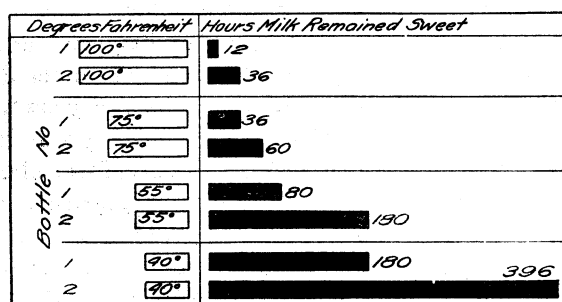 Degrees Fahrenheit Hours Milk Remained Sweet
1 100° 12
2 100° 36
1 75° 36
2 75° 60
Bottle No
1 55° 80
2 55° 180
1 40° 180
2 40° 396